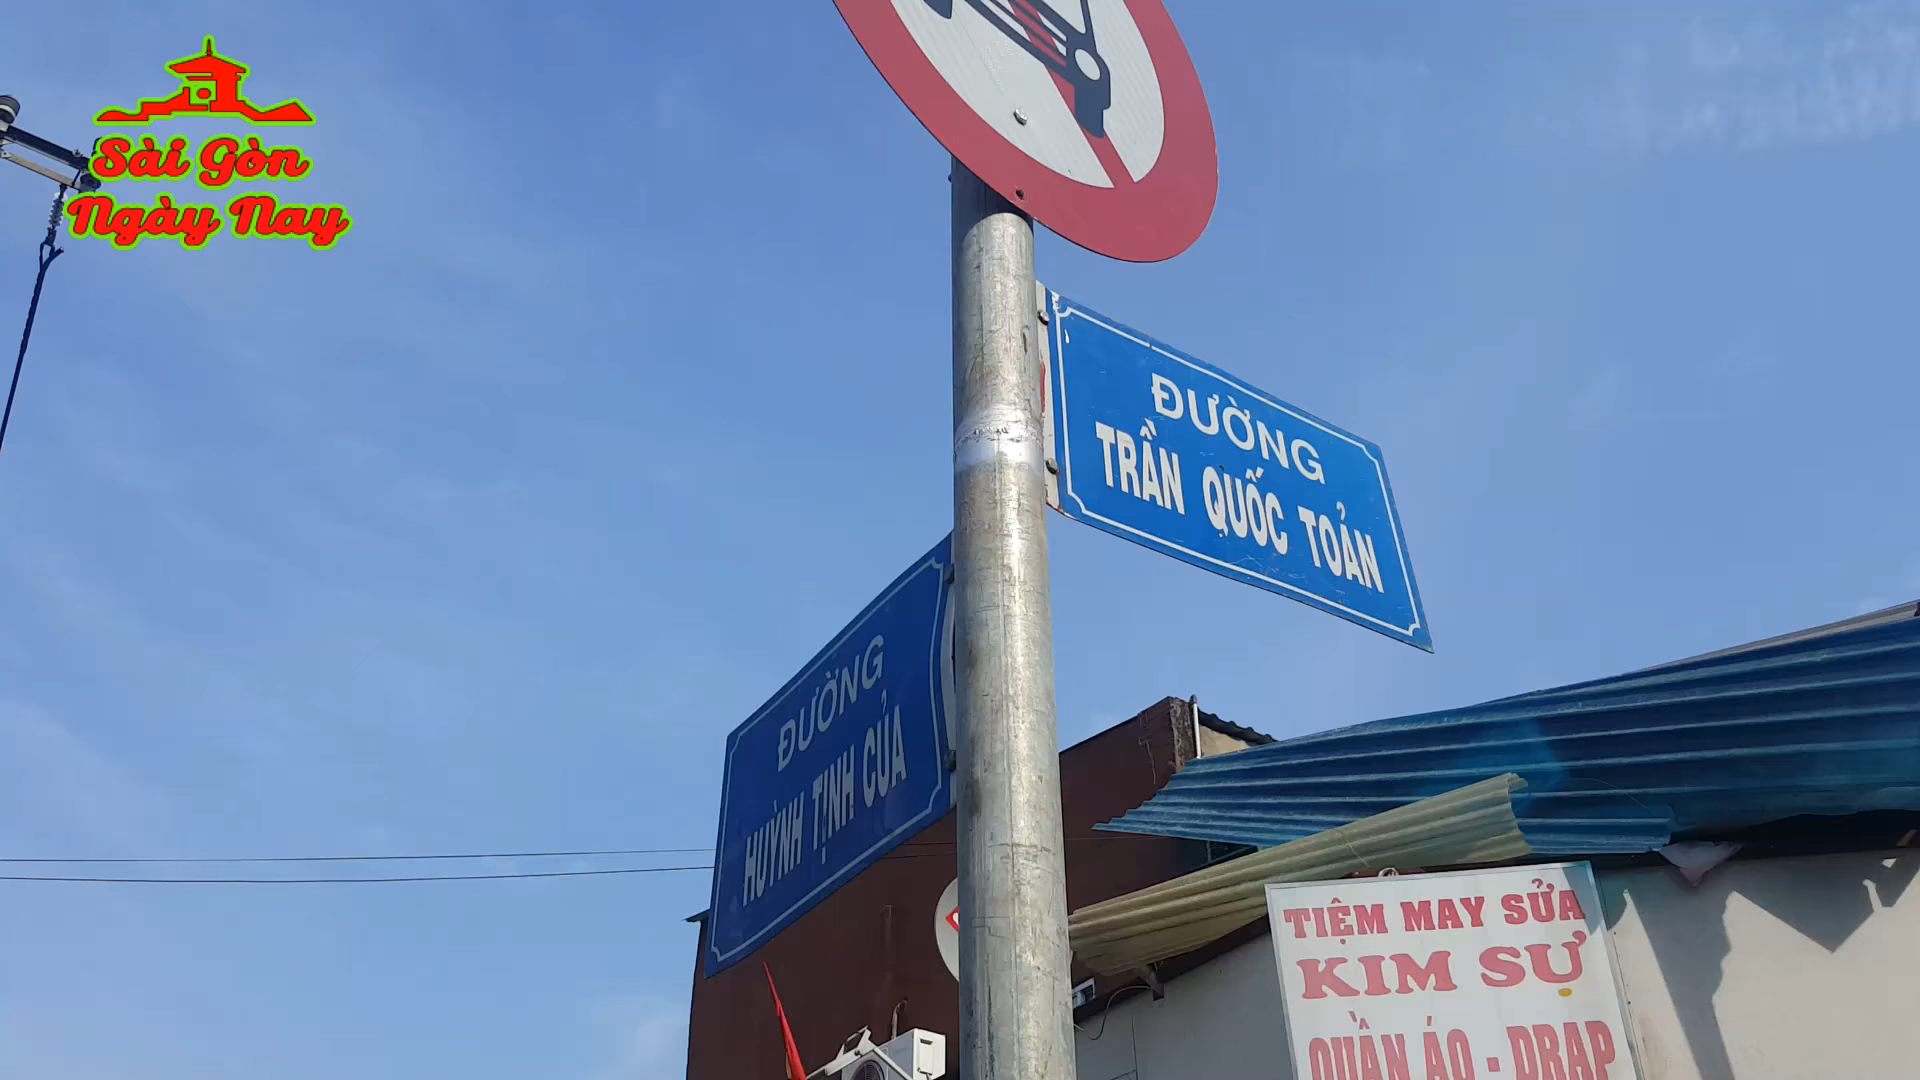 Sài Gòn
Ngày Nay
ĐƯỜNG
TRẦN QUỐC TOẢN
ĐƯỜNG
HUỲNH TỊNH CỦA
TIỆM MAY SỬA
KIM SỰ
QUẦN ÁO - DRAP